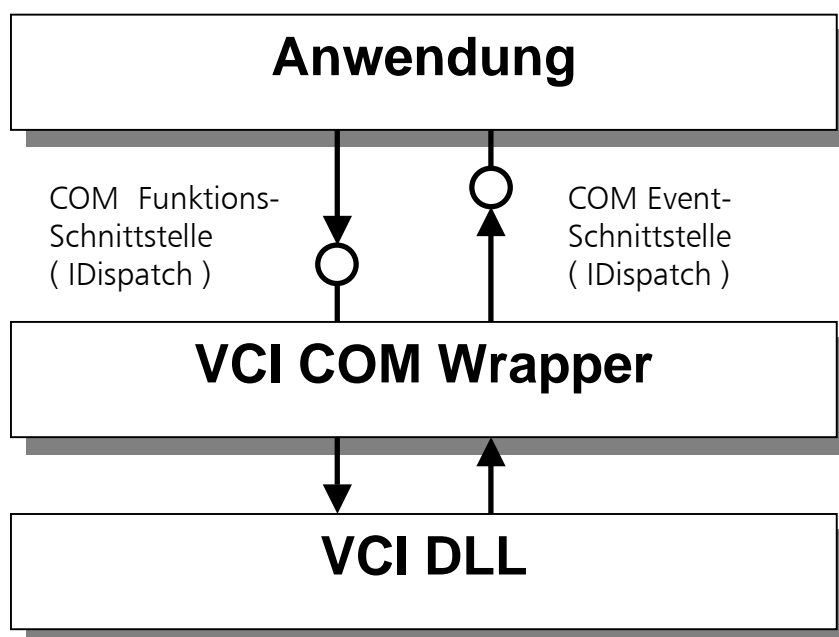 Anwendung
COM Funktions-
Schnittstelle
( IDispatch )
COM Event-
Schnittstelle
( IDispatch )
VCI COM Wrapper
VCI DLL